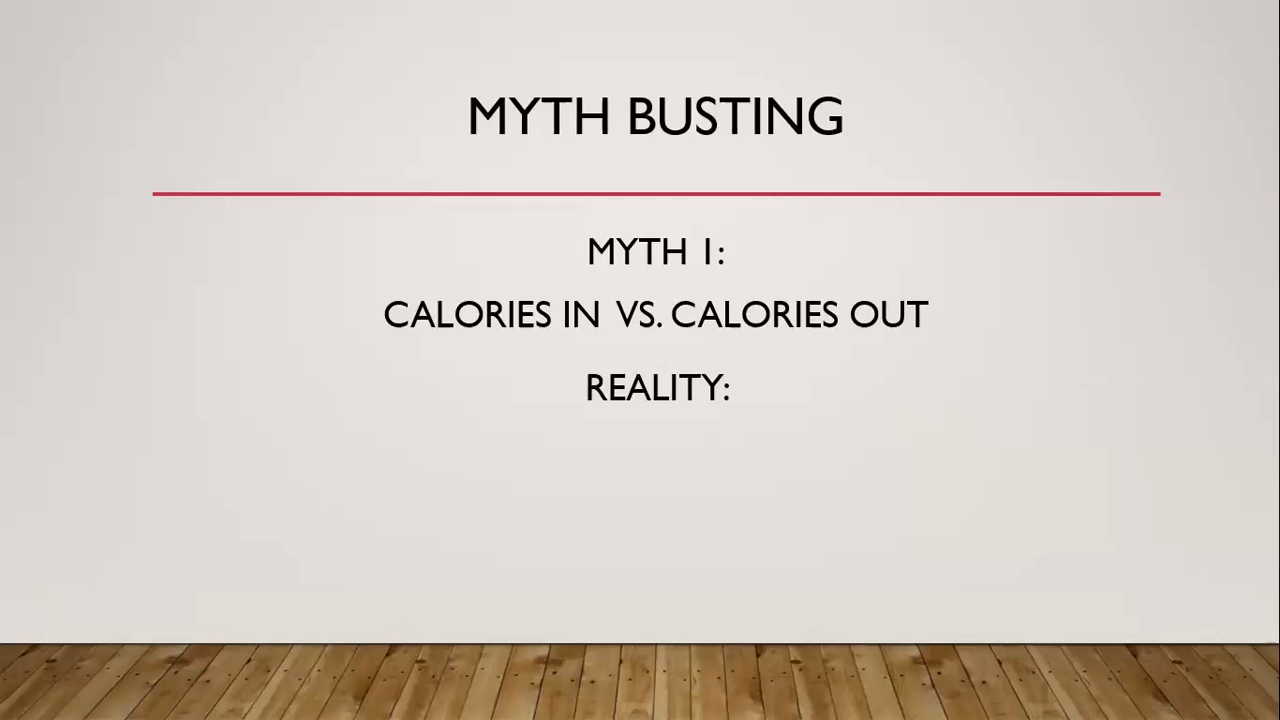 MYTH BUSTING
MYTH 1:
CALORIES IN VS. CALORIES OUT
REALITY: